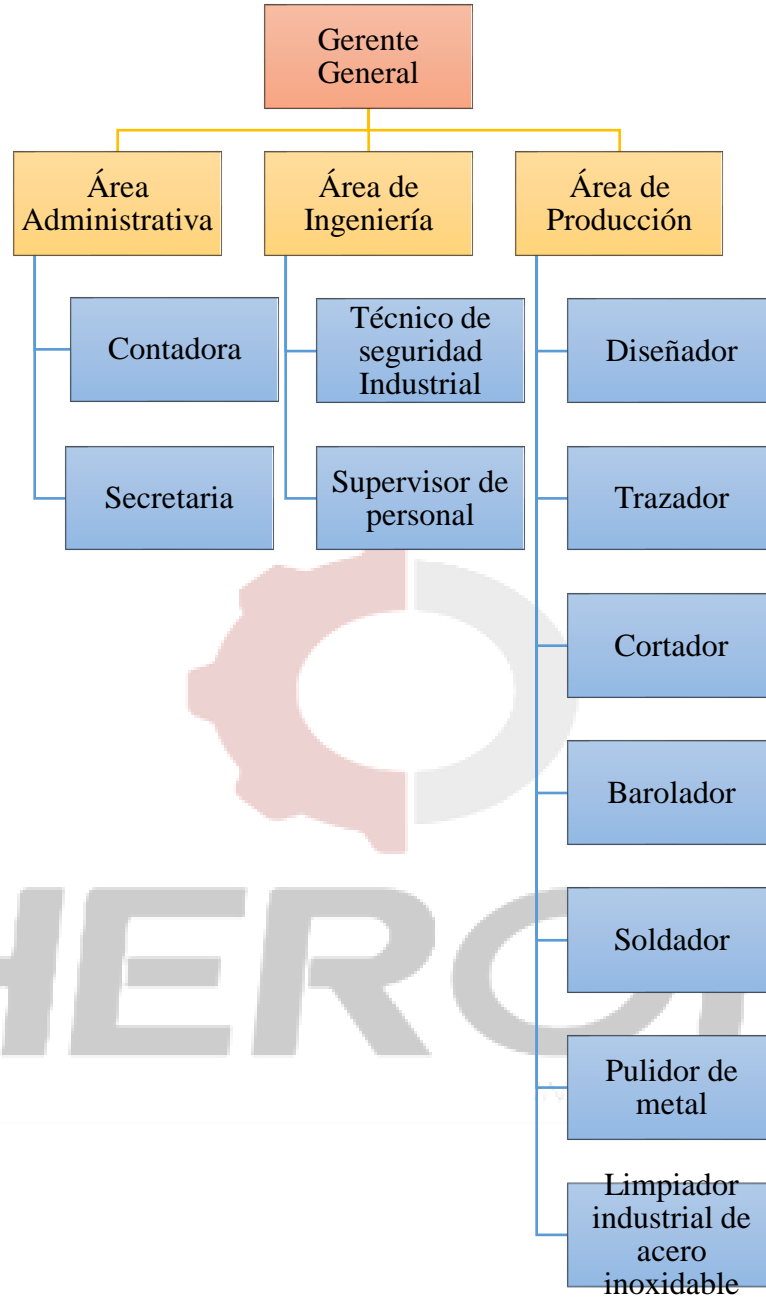 Gerente
General
Área
Administrativa
Área de
Ingeniería
Área de
Producción
Contadora
Secretaria
Técnico de
seguridad
Industrial
Supervisor de
personal
Diseñador
Trazador
Cortador
Barolador
Soldador
Pulidor de
metal
Limpiador
industrial de
acero
inoxidable